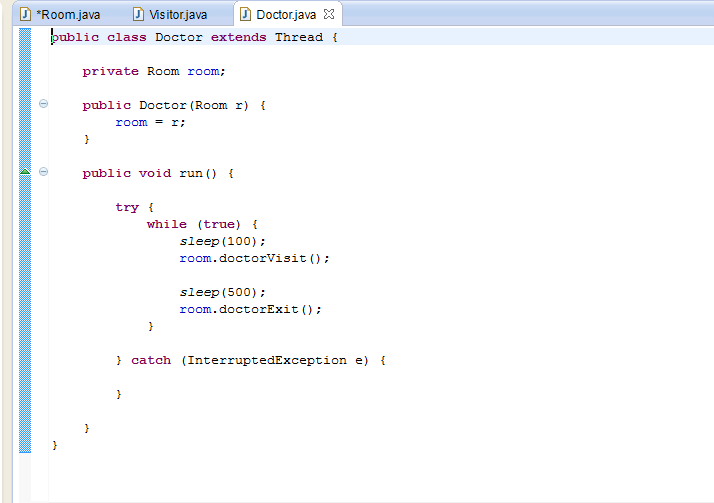 *Room.java Visitor.java Doctor.java
public class Doctor extends Thread {
private Room room;
public Doctor(Room r) {
room = r;
}
public void run() {
try {
while (true) {
sleep(100);
room.doctorVisit();
sleep(500);
room.doctorExit();
}
} catch (InterruptedException e) {
}
}
}